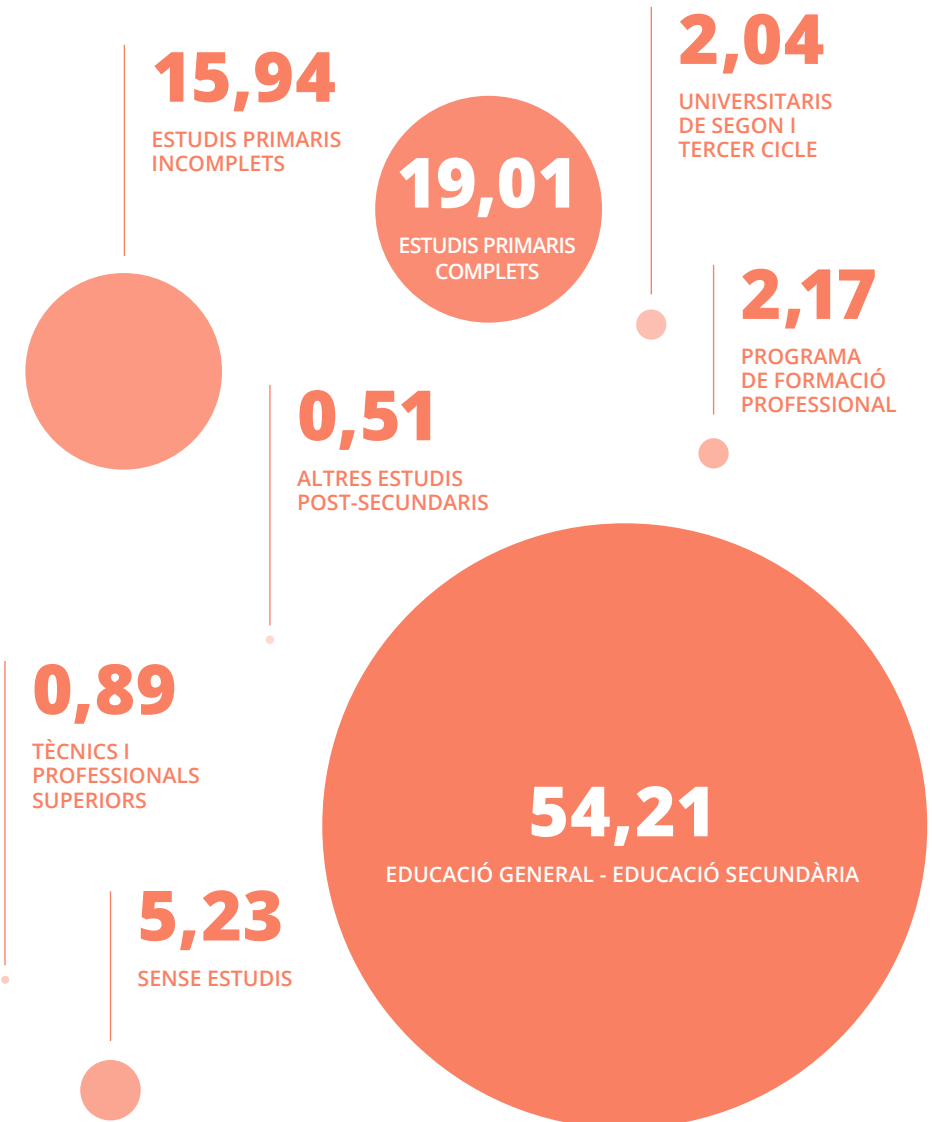 15,94
ESTUDIS PRIMARIS
INCOMPLETS
19,01
ESTUDIS PRIMARIS
COMPLETS
2,04
UNIVERSITARIS
DE SEGON I
TERCER CICLE
2,17
PROGRAMA
DE FORMACIÓ
PROFESSIONAL
0,51
ALTRES ESTUDIS
POST-SECUNDARIS
0,89
TÈCNICS I
PROFESSIONALS
SUPERIORS
54,21
EDUCACIÓ GENERAL - EDUCACIÓ SECUNDÀRIA
5,23
SENSE ESTUDIS